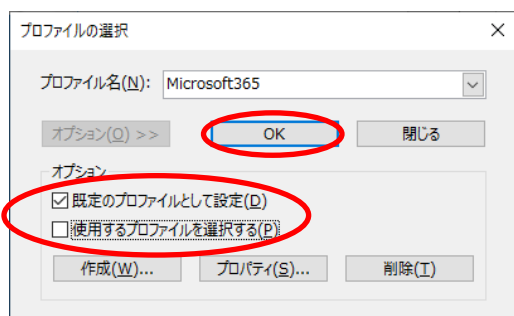 プロファイルの選択
プロファイル名(N): Microsoft365
オプション(O) >> OK 閉じる
オプション
既定のプロファイルとして設定(D)
使用するプロファイルを選択する(P)
作成(W)... プロパティ(S)... 削除(T)